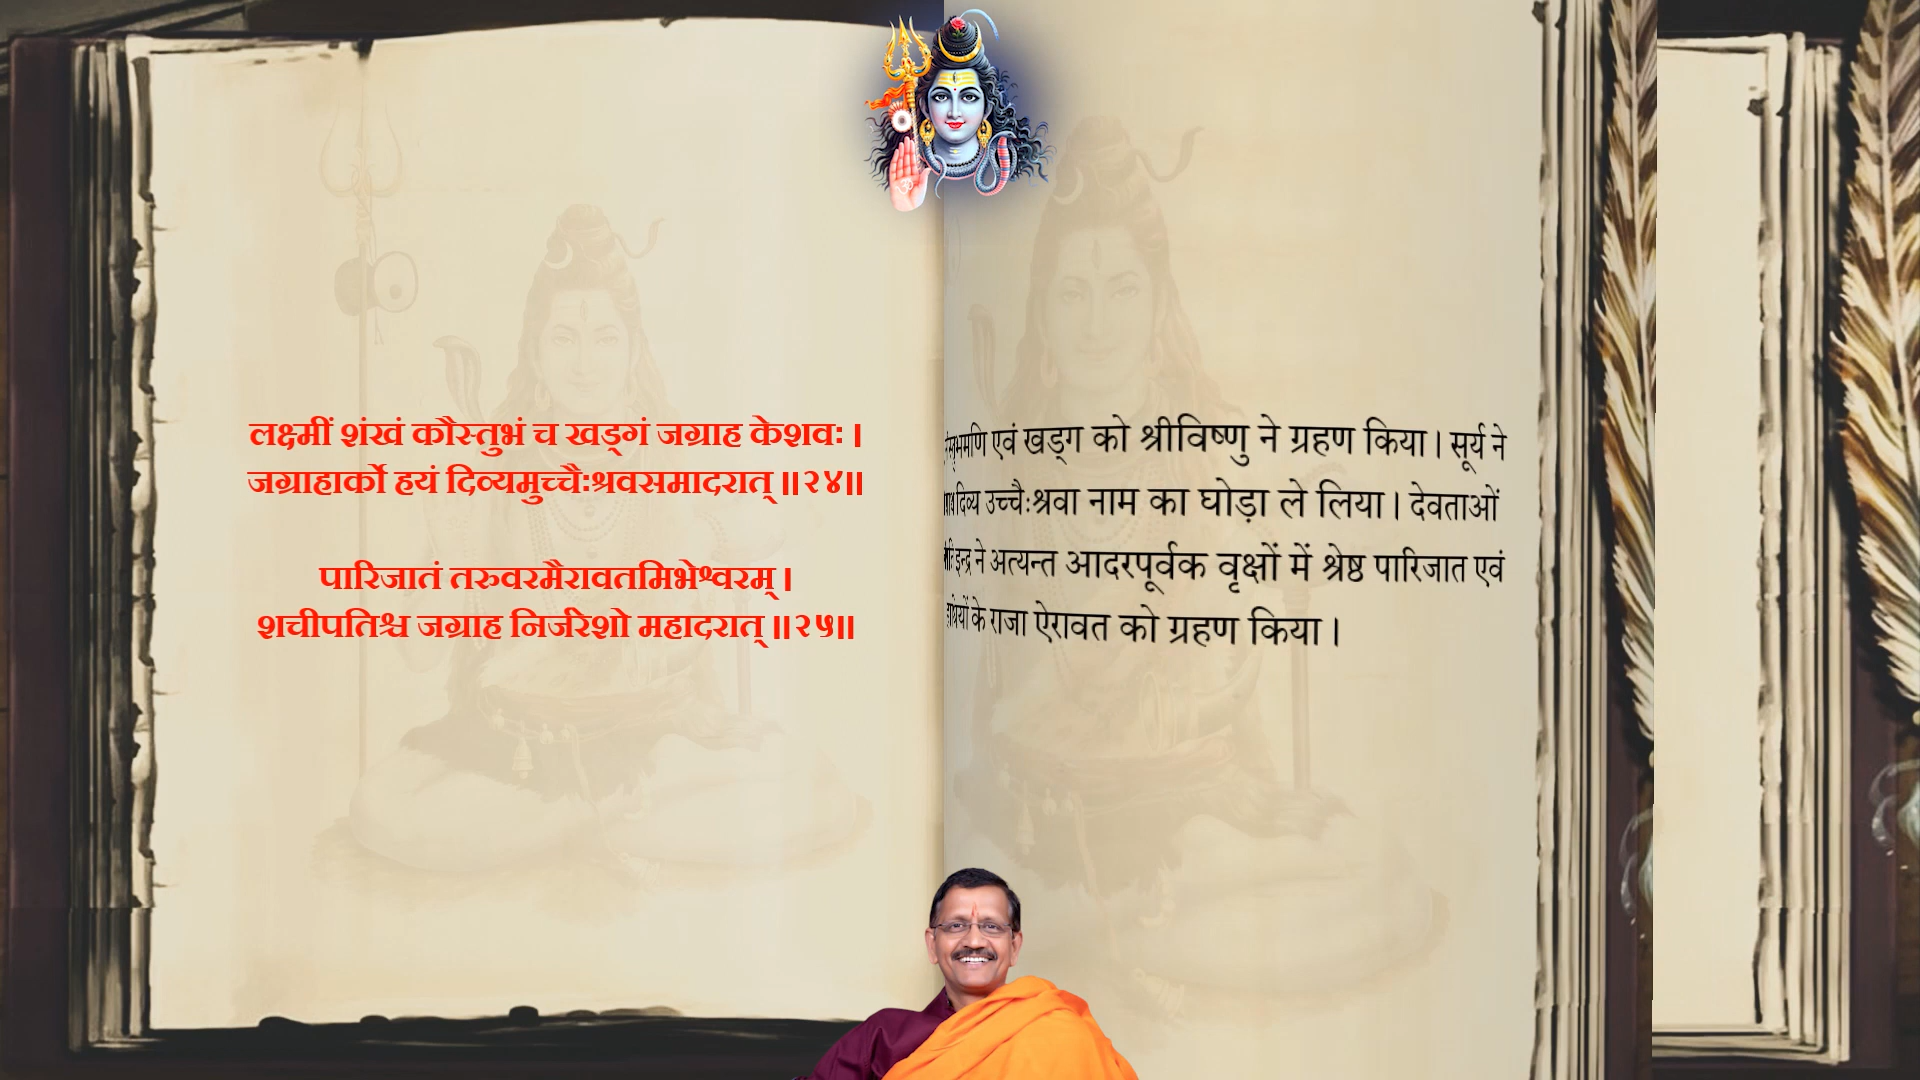 लक्ष्मीं शंखं कौस्तुभं च खड्गं जग्राह केशवः ।
जग्राहार्को हयं दिव्यमुच्चैःश्रवसमादरात् ॥२४॥
पारिजातं तरुवरमैरावतमिभेश्वरम् ।
शचीपतिश्च जग्राह निर्जरेशो महादरात् ॥२५॥
एवं खड्ग को श्रीविष्णु ने ग्रहण किया । सूर्य ने
दिव्य उच्चैःश्रवा नाम का घोड़ा ले लिया । देवताओं
इन्द्र ने अत्यन्त आदरपूर्वक वृक्षों में श्रेष्ठ पारिजात एवं
हाथियों के राजा ऐरावत को ग्रहण किया ।